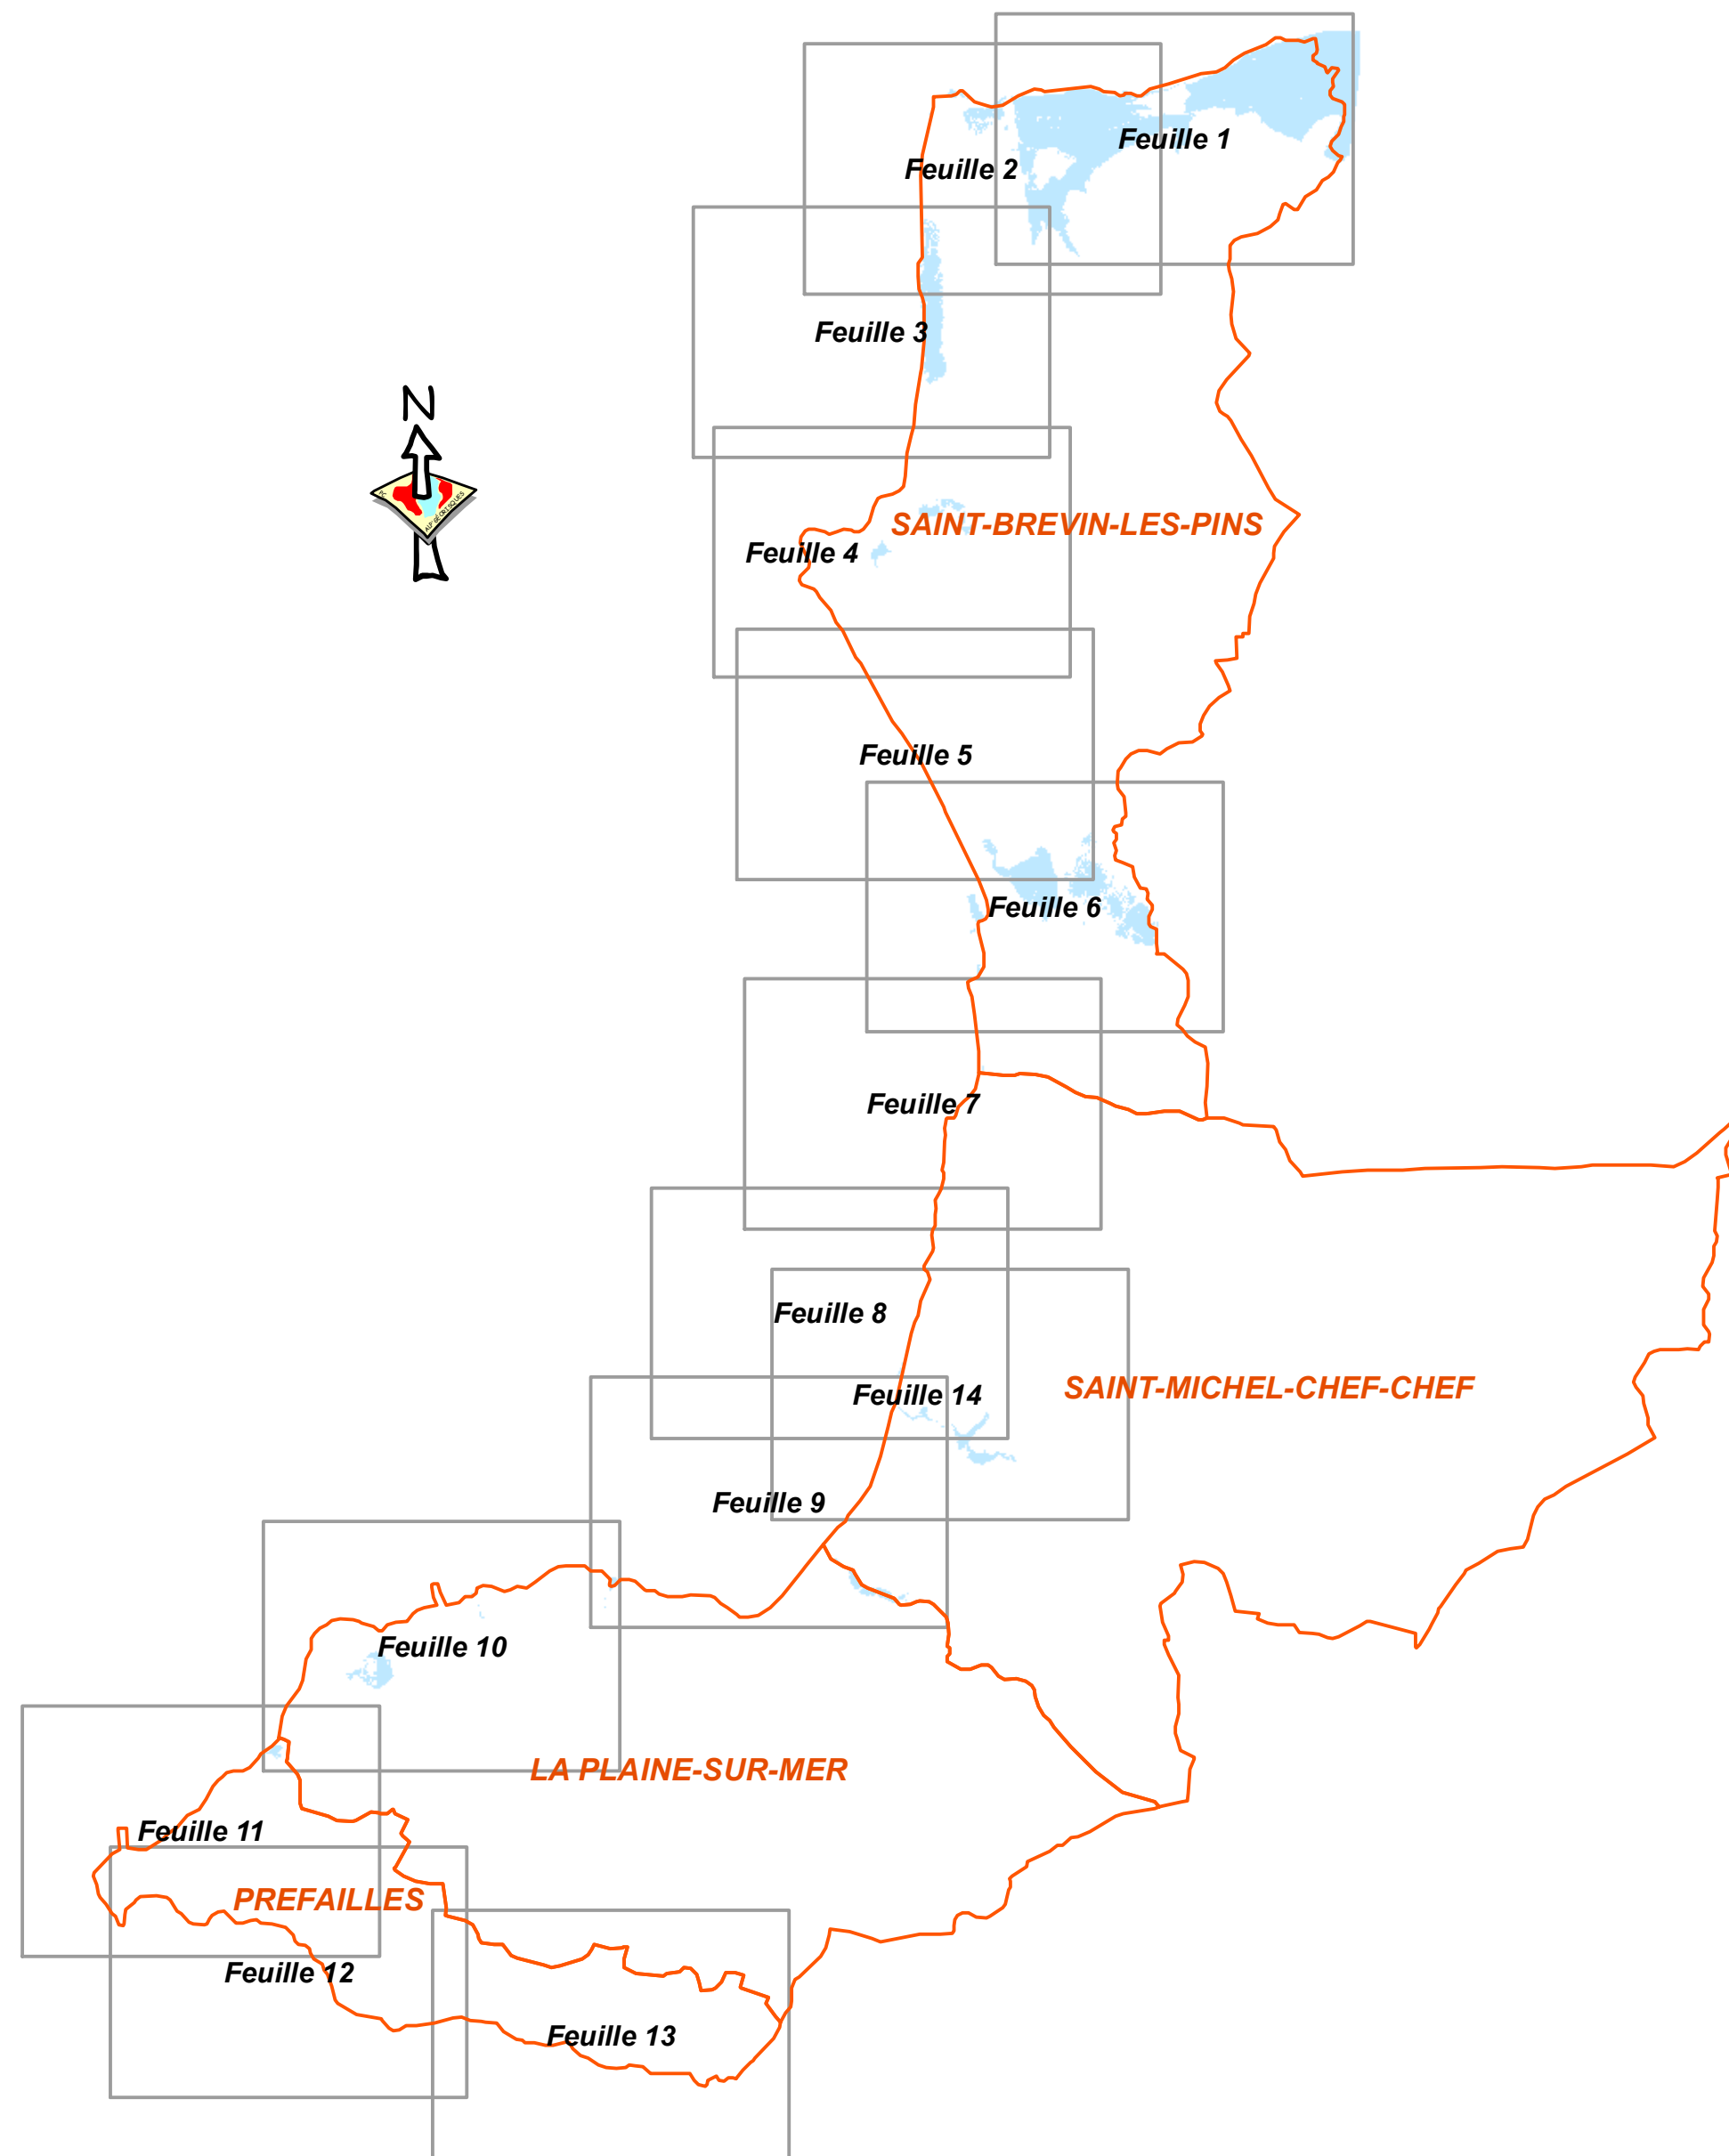 Feuille 1
Feuille 2
Feuille 3
N
SAINT-BREVIN-LES-PINS
Feuille 4
Feuille 5
Feuille 6
Feuille 7
Feuille 8
SAINT-MICHEL-CHEF-CHEF
Feuille 14
Feuille 9
Feuille 10
LA PLAINE-SUR-MER
Feuille 11
PREFAILLES
Feuille 12
Feuille 13